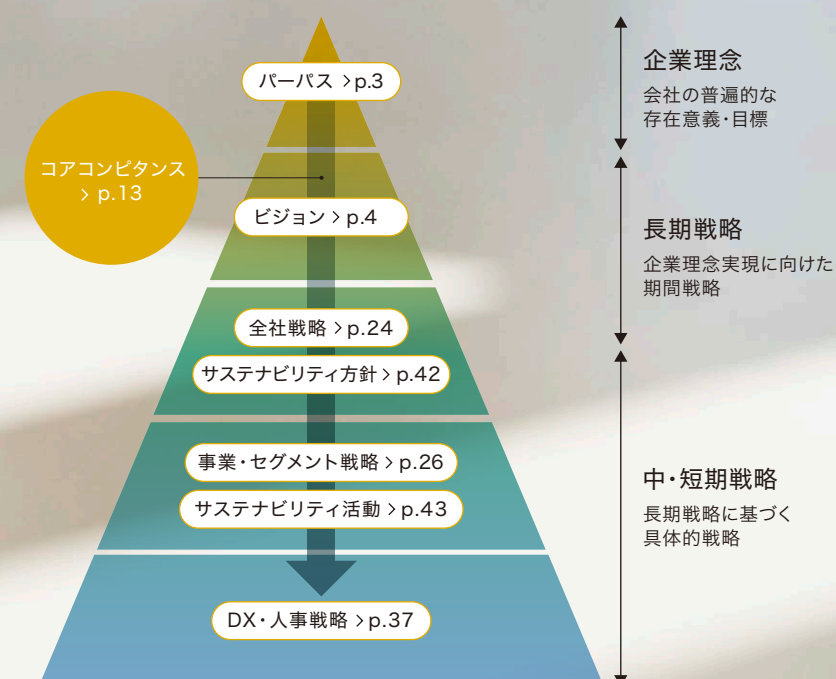 パーパス >p.3
コアコンピタンス
> p.13
ビジョン > p.4
全社戦略 >p.24
サステナビリティ方針 > p.42
事業・セグメント戦略 >p.26
サステナビリティ活動 >p.43
DX・人事戦略 >p.37
企業理念
会社の普遍的な
存在意義・目標
長期戦略
企業理念実現に向けた
期間戦略
中・短期戦略
長期戦略に基づく
具体的戦略